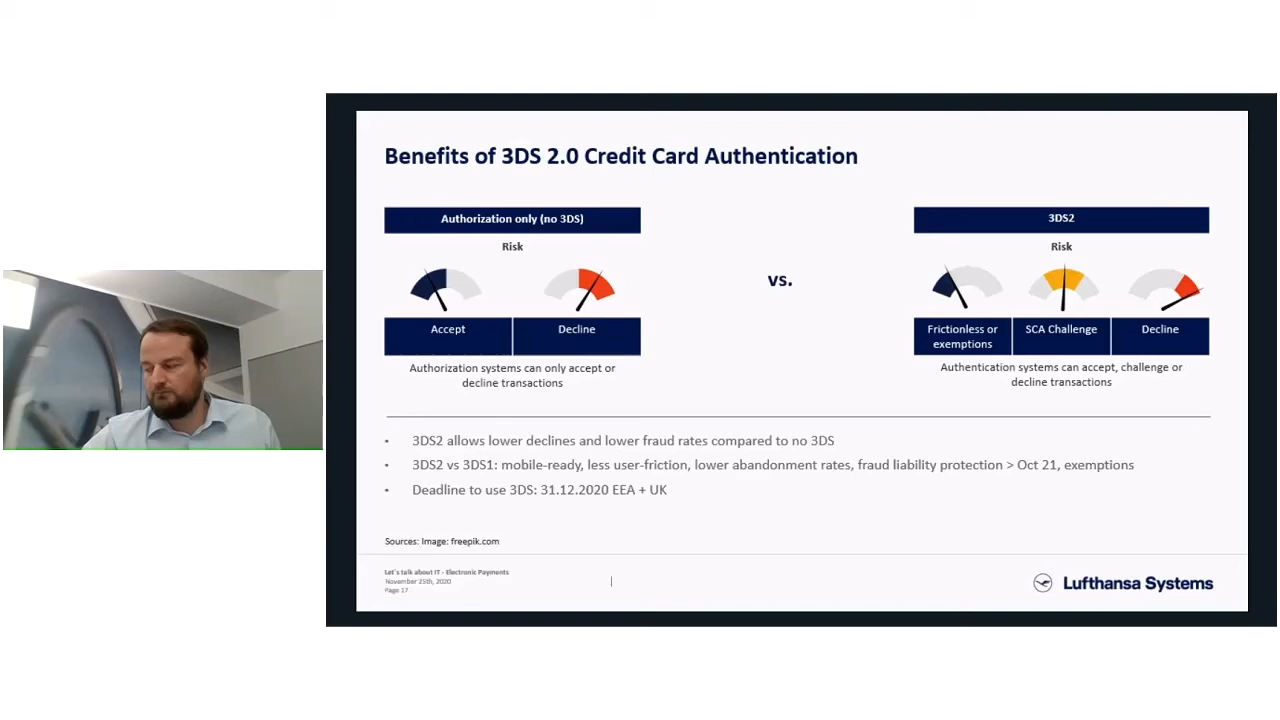 Benefits of 3DS 2.0 Credit Card Authentication
Authorization only (no 3DS)
Risk
Accept
Decline
Authorization systems can only accept or
decline transactions
vs.
3DS2
Risk
Frictionless or
exemptions
SCA Challenge
Decline
Authentication systems can accept, challenge or
decline transactions
• 3DS2 allows lower declines and lower fraud rates compared to no 3DS
• 3DS2 vs 3DS1: mobile-ready, less user-friction, lower abandonment rates, fraud liability protection > Oct 21, exemptions
• Deadline to use 3DS: 31.12.2020 EEA + UK
Sources: Image: freepik.com
Let`s talk about IT - Electronic Payments
November 25th, 2020
Page 17
|
Lufthansa Systems